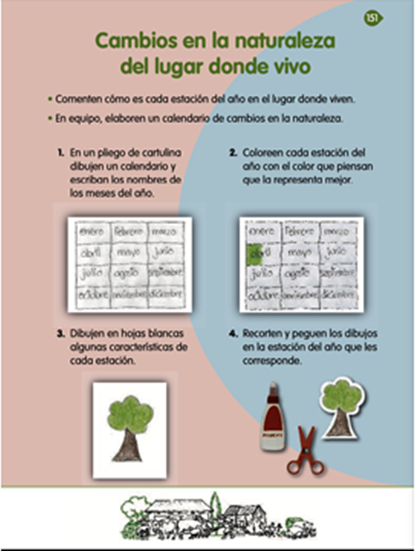 151
Cambios en la naturaleza
del lugar donde vivo
• Comenten cómo es cada estación del año en el lugar donde viven.
• En equipo, elaboren un calendario de cambios en la naturaleza.
1. En un pliego de cartulina
dibujen un calendario y
escriban los nombres de
los meses del año.
2. Coloreen cada estación del
año con el color que piensan
que la representa mejor.
enero febrero marzo
abril mayo junio
julio agosto septiembre
octubre noviembre diciembre
enero febrero marzo
abril mayo junio
julio agosto septiembre
octubre noviembre diciembre
3. Dibujen en hojas blancas
algunas características de
cada estación.
4. Recorten y peguen los dibujos
en la estación del año que les
corresponde.